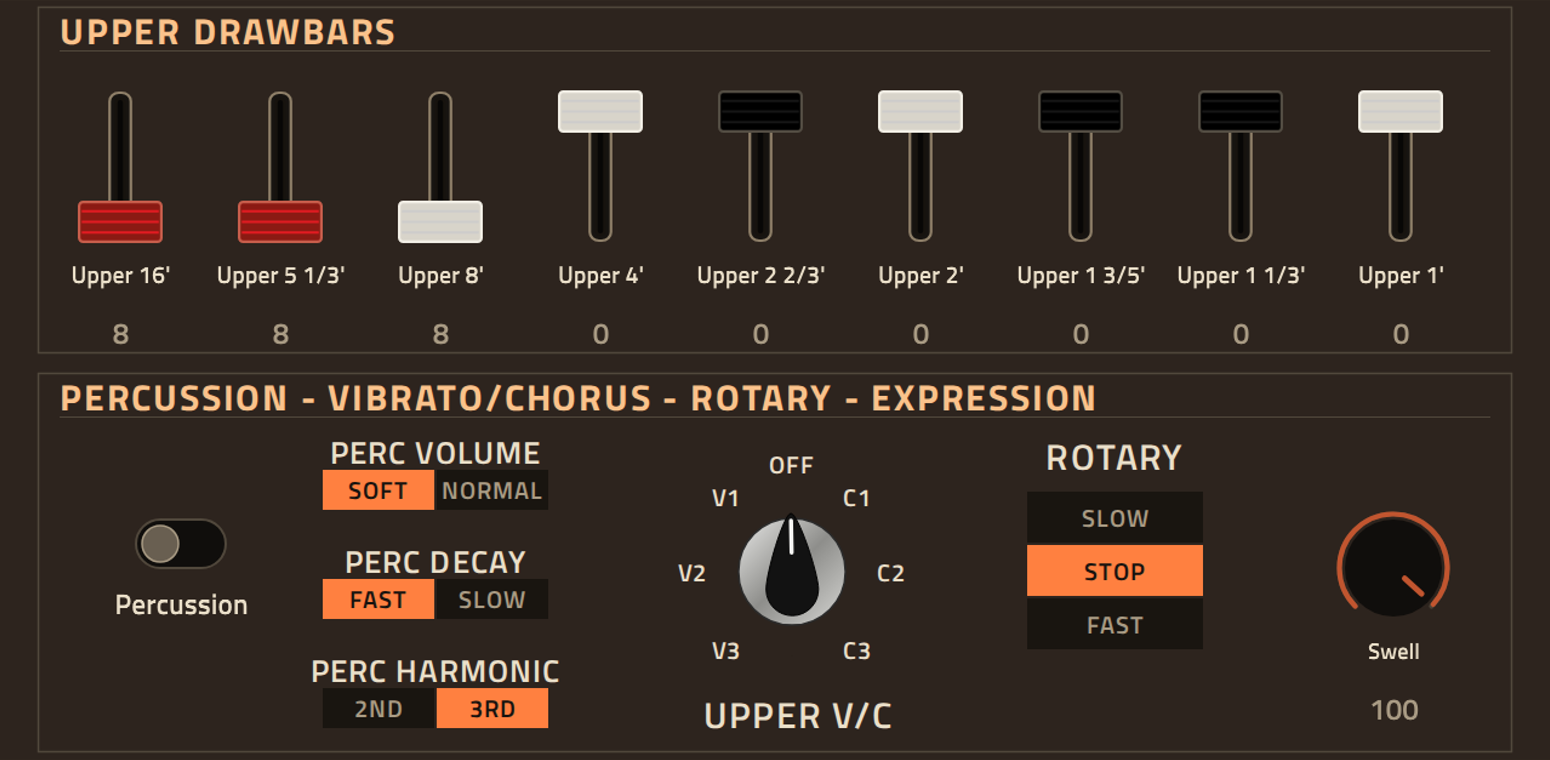 UPPER DRAWBARS
Upper 16' Upper 5 1/3' Upper 8' Upper 4' Upper 2 2/3' Upper 2' Upper 1 3/5' Upper 1 1/3' Upper 1'
8 8 8 0 0 0 0 0 0
PERCUSSION - VIBRATO/CHORUS - ROTARY - EXPRESSION
Percussion
PERC VOLUME
SOFT NORMAL
PERC DECAY
FAST SLOW
PERC HARMONIC
2ND 3RD
OFF
V1 C1
V2 C2
V3 C3
UPPER V/C
ROTARY
SLOW
STOP
FAST
Swell
100